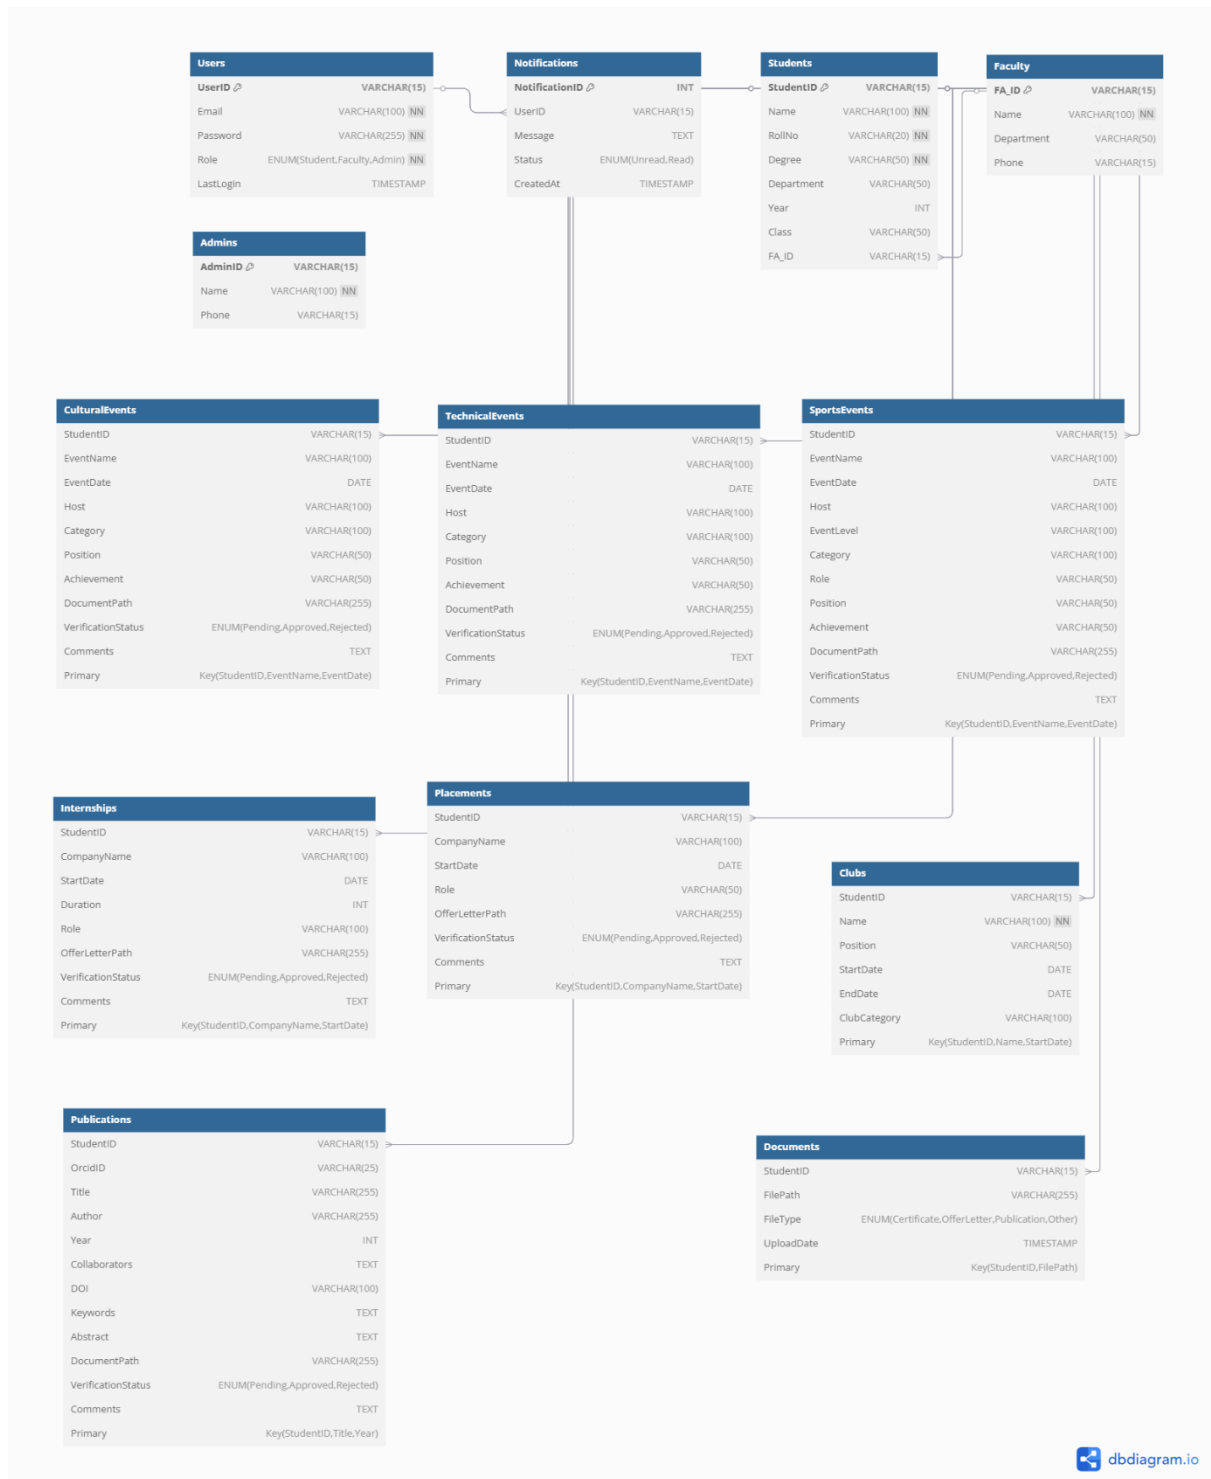 Users
UserID VARCHAR(15)
Email VARCHAR(100) NN
Password VARCHAR(255) NN
Role ENUM(Student,Faculty,Admin) NN
LastLogin TIMESTAMP
Notifications
NotificationID INT
UserID VARCHAR(15)
Message TEXT
Status ENUM(Unread,Read)
CreatedAt TIMESTAMP
Students
StudentID VARCHAR(15)
Name VARCHAR(100) NN
RollNo VARCHAR(20) NN
Degree VARCHAR(50) NN
Department VARCHAR(50)
Year INT
Class VARCHAR(50)
FA_ID VARCHAR(15)
Faculty
FA_ID VARCHAR(15)
Name VARCHAR(100) NN
Department VARCHAR(50)
Phone VARCHAR(15)
Admins
AdminID VARCHAR(15)
Name VARCHAR(100) NN
Phone VARCHAR(15)
CulturalEvents
StudentID VARCHAR(15)
EventName VARCHAR(100)
EventDate DATE
Host VARCHAR(100)
Category VARCHAR(100)
Position VARCHAR(50)
Achievement VARCHAR(50)
DocumentPath VARCHAR(255)
VerificationStatus ENUM(Pending,Approved,Rejected)
Comments TEXT
Primary Key(StudentID,EventName,EventDate)
TechnicalEvents
StudentID VARCHAR(15)
EventName VARCHAR(100)
EventDate DATE
Host VARCHAR(100)
Category VARCHAR(100)
Position VARCHAR(50)
Achievement VARCHAR(50)
DocumentPath VARCHAR(255)
VerificationStatus ENUM(Pending,Approved,Rejected)
Comments TEXT
Primary Key(StudentID,EventName,EventDate)
SportsEvents
StudentID VARCHAR(15)
EventName VARCHAR(100)
EventDate DATE
Host VARCHAR(100)
EventLevel VARCHAR(100)
Category VARCHAR(100)
Role VARCHAR(50)
Position VARCHAR(50)
Achievement VARCHAR(50)
DocumentPath VARCHAR(255)
VerificationStatus ENUM(Pending,Approved,Rejected)
Comments TEXT
Primary Key(StudentID,EventName,EventDate)
Internships
StudentID VARCHAR(15)
CompanyName VARCHAR(100)
StartDate DATE
Duration INT
Role VARCHAR(100)
OfferLetterPath VARCHAR(255)
VerificationStatus ENUM(Pending,Approved,Rejected)
Comments TEXT
Primary Key(StudentID,CompanyName,StartDate)
Placements
StudentID VARCHAR(15)
CompanyName VARCHAR(100)
StartDate DATE
Role VARCHAR(50)
OfferLetterPath VARCHAR(255)
VerificationStatus ENUM(Pending,Approved,Rejected)
Comments TEXT
Primary Key(StudentID,CompanyName,StartDate)
Clubs
StudentID VARCHAR(15)
Name VARCHAR(100) NN
Position VARCHAR(50)
StartDate DATE
EndDate DATE
ClubCategory VARCHAR(100)
Primary Key(StudentID,Name,StartDate)
Publications
StudentID VARCHAR(15)
OrcidID VARCHAR(25)
Title VARCHAR(255)
Author VARCHAR(255)
Year INT
Collaborators TEXT
DOI VARCHAR(100)
Keywords TEXT
Abstract TEXT
DocumentPath VARCHAR(255)
VerificationStatus ENUM(Pending,Approved,Rejected)
Comments TEXT
Primary Key(StudentID,Title,Year)
Documents
StudentID VARCHAR(15)
FilePath VARCHAR(255)
FileType ENUM(Certificate,OfferLetter,Publication,Other)
UploadDate TIMESTAMP
Primary Key(StudentID,FilePath)
dbdiagram.io